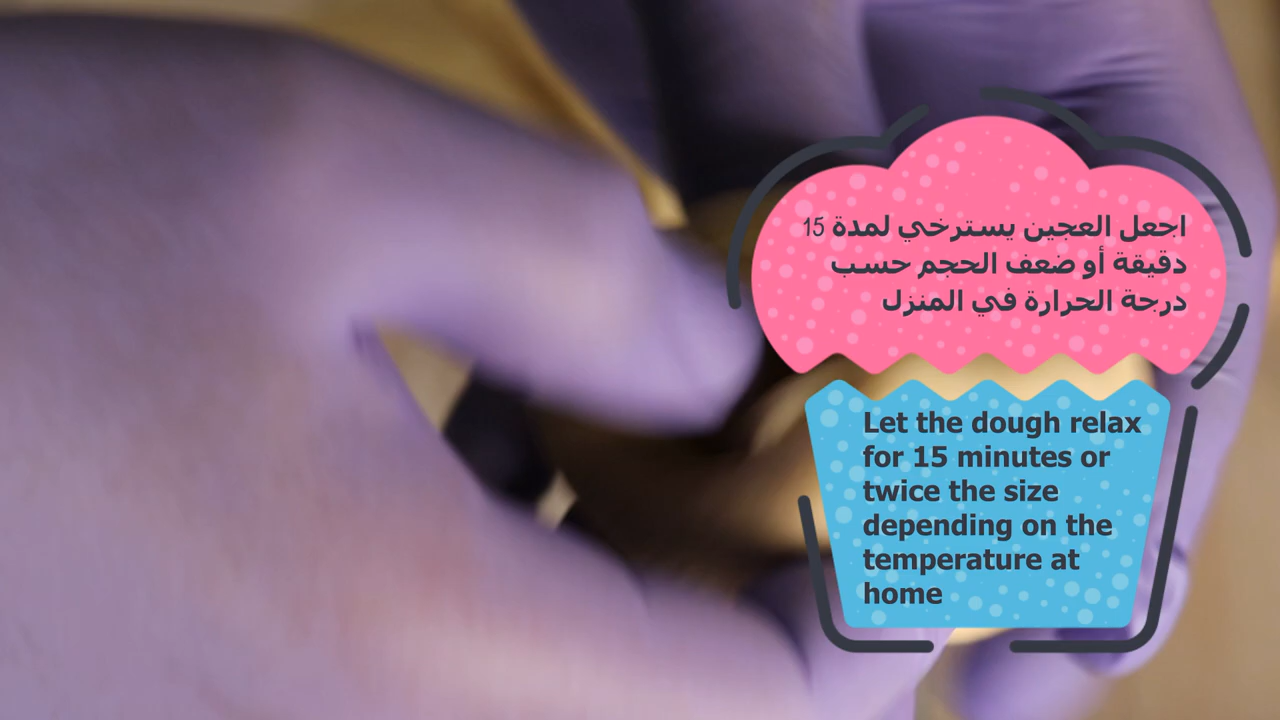 اجعل العجين يسترخي لمدة 15
دقيقة أو ضعف الحجم حسب
درجة الحرارة في المنزل
Let the dough relax
for 15 minutes or
twice the size
depending on the
temperature at
home